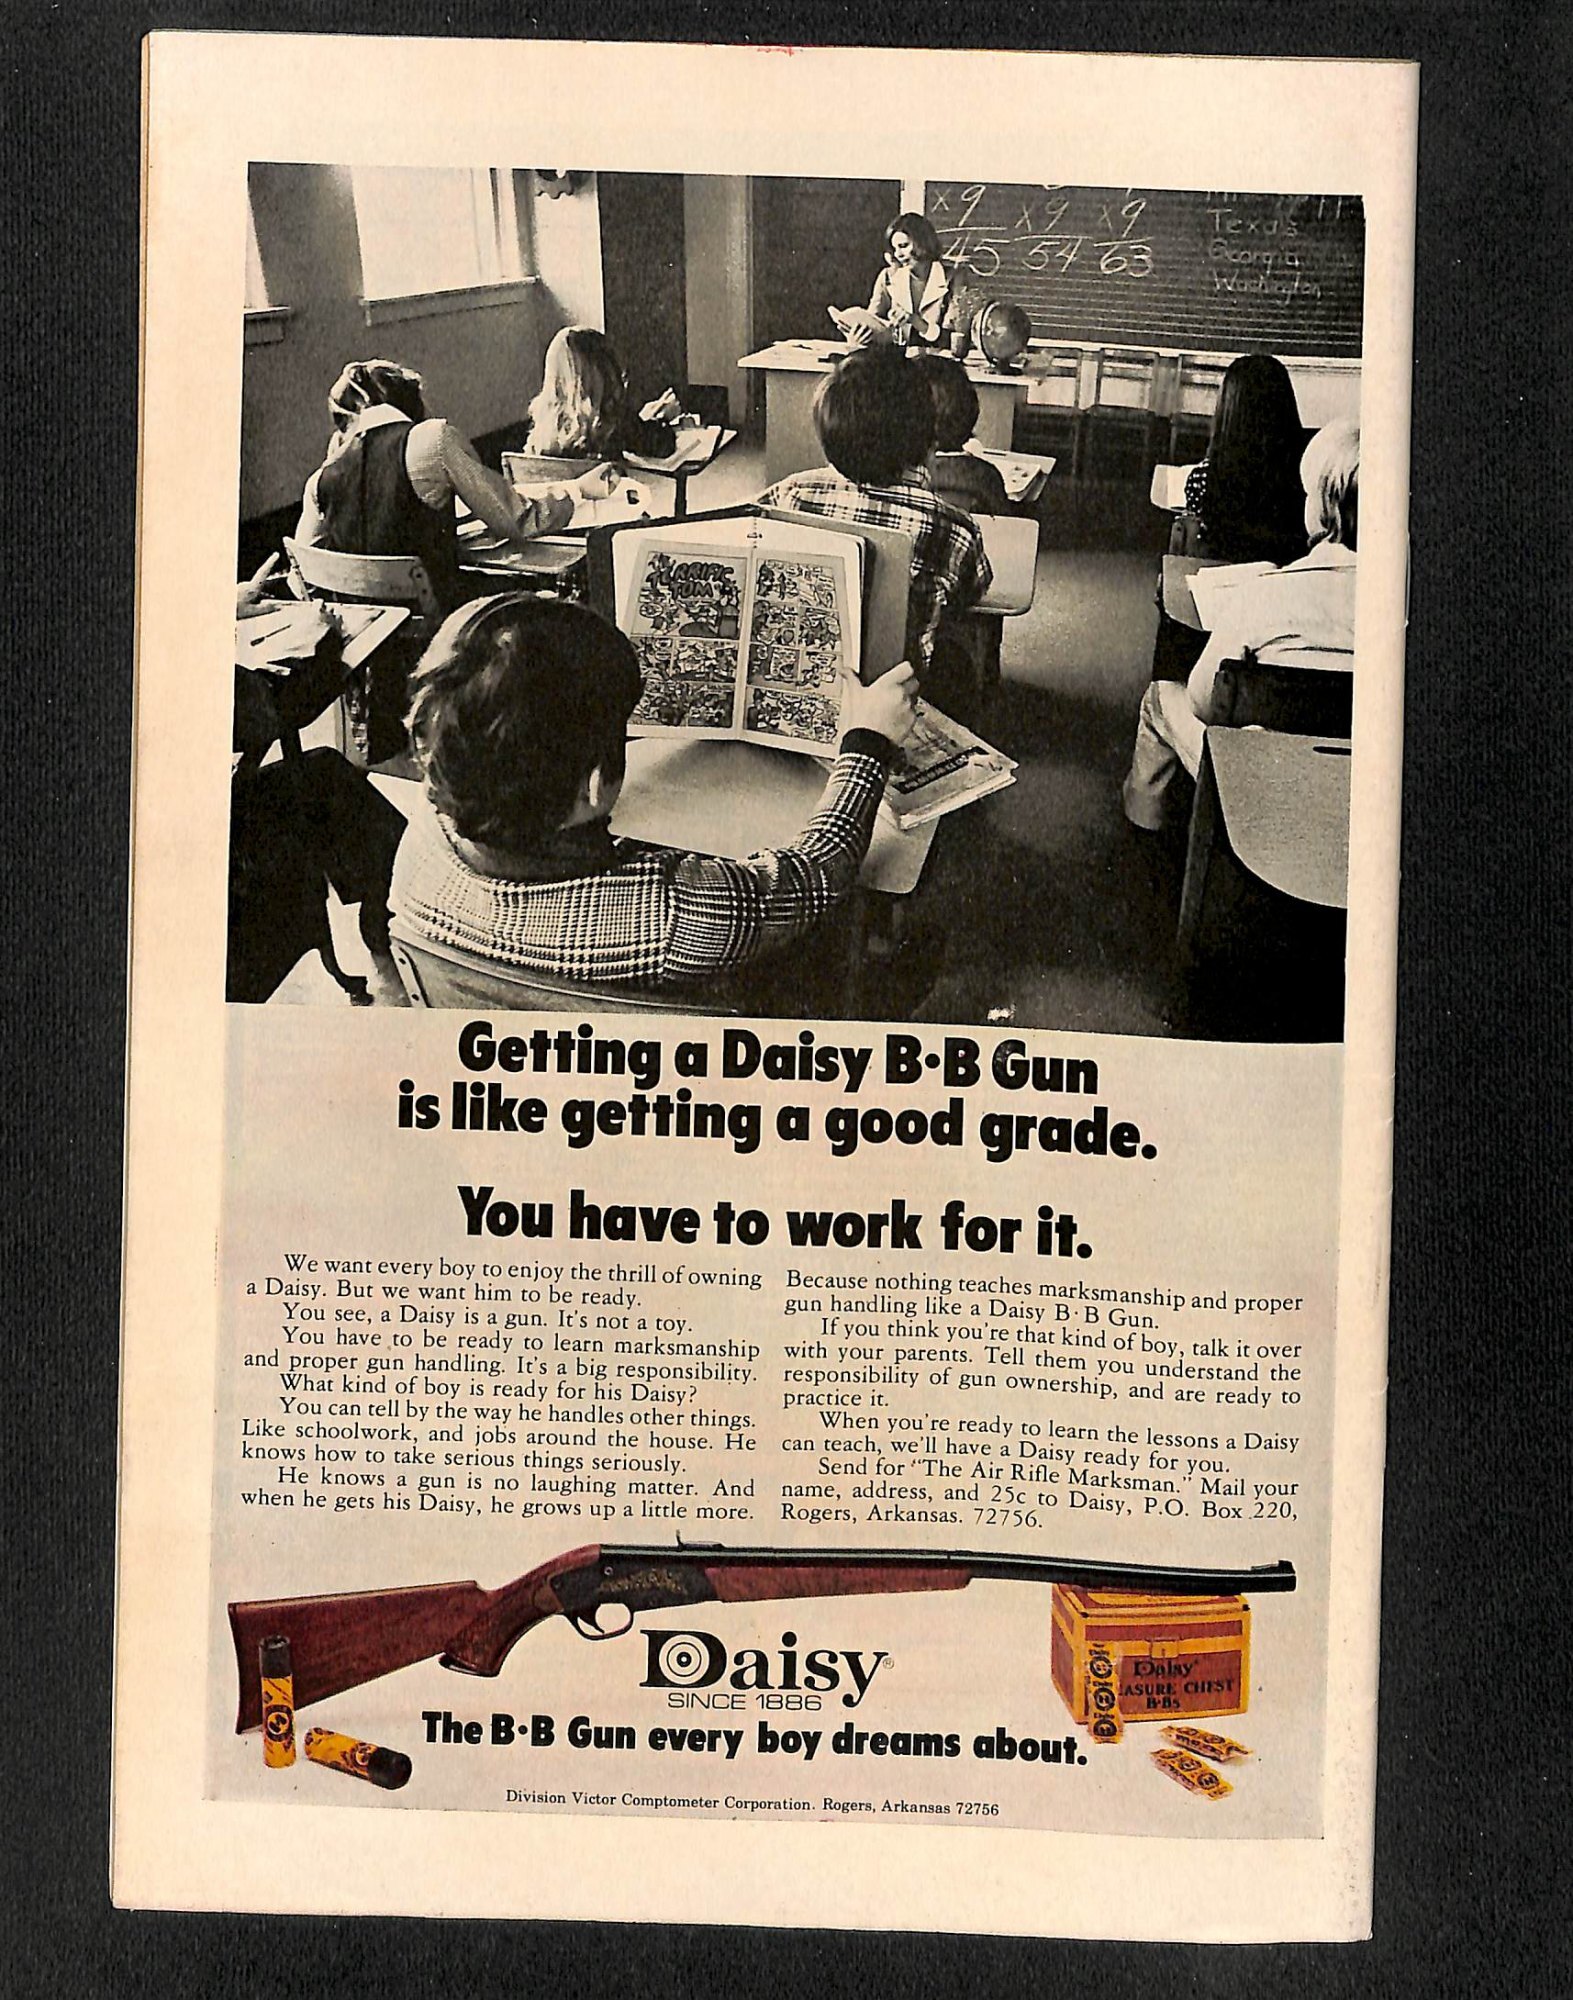 x9 x9 x9
45 54 63
Texas
Georgia
Washington
TERRIFIC
TOM
Getting a Daisy B·B Gun
is like getting a good grade.
You have to work for it.
We want every boy to enjoy the thrill of owning
a Daisy. But we want him to be ready.
You see, a Daisy is a gun. It's not a toy.
You have to be ready to learn marksmanship
and proper gun handling. It's a big responsibility.
What kind of boy is ready for his Daisy?
You can tell by the way he handles other things.
Like schoolwork, and jobs around the house. He
knows how to take serious things seriously.
He knows a gun is no laughing matter. And
when he gets his Daisy, he grows up a little more.
Because nothing teaches marksmanship and proper
gun handling like a Daisy B·B Gun.
If you think you're that kind of boy, talk it over
with your parents. Tell them you understand the
responsibility of gun ownership, and are ready to
practice it.
When you're ready to learn the lessons a Daisy
can teach, we'll have a Daisy ready for you.
Send for "The Air Rifle Marksman." Mail your
name, address, and 25c to Daisy, P.O. Box 220,
Rogers, Arkansas. 72756.
Daisy®
SINCE 1886
The B·B Gun every boy dreams about.
Daisy
EASURE CHEST
B·Bs
Division Victor Comptometer Corporation. Rogers, Arkansas 72756